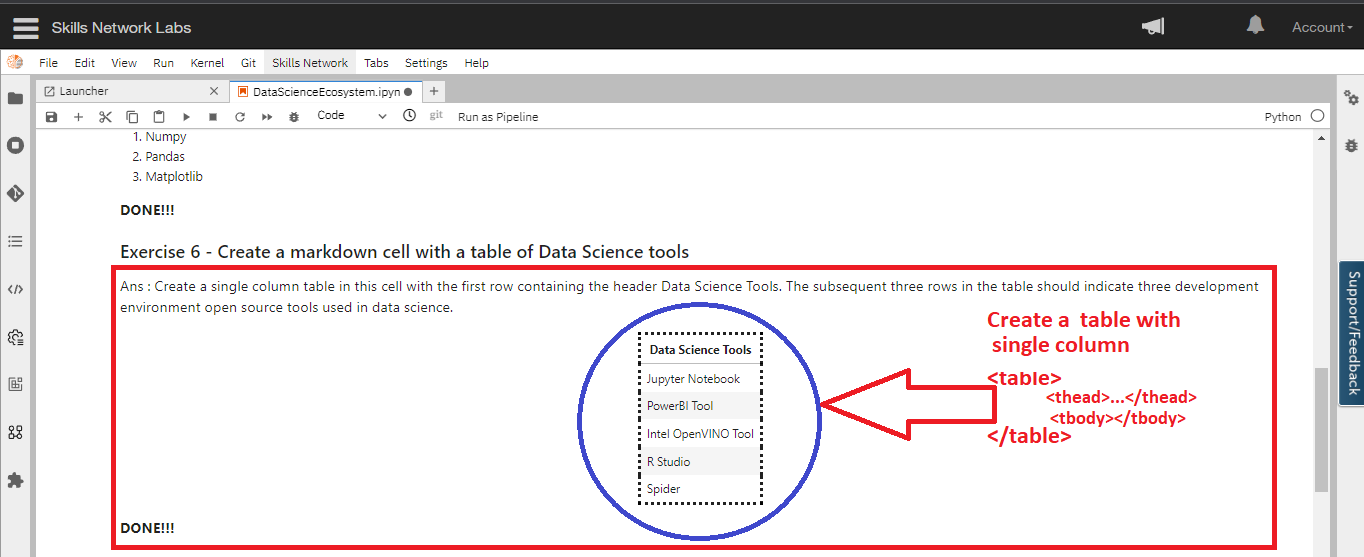 Skills Network Labs
Account
File Edit View Run Kernel Git Skills Network Tabs Settings Help
Launcher
DataScienceEcosystem.ipyn
Code
git
Run as Pipeline
Python
1. Numpy
2. Pandas
3. Matplotlib
DONE!!!
Exercise 6 - Create a markdown cell with a table of Data Science tools
Ans : Create a single column table in this cell with the first row containing the header Data Science Tools. The subsequent three rows in the table should indicate three development
environment open source tools used in data science.
Data Science Tools
Jupyter Notebook
PowerBI Tool
Intel OpenVINO Tool
R Studio
Spider
Create a table with
single column
<table>
<thead>...</thead>
<tbody></tbody>
</table>
DONE!!!
Support/Feedback